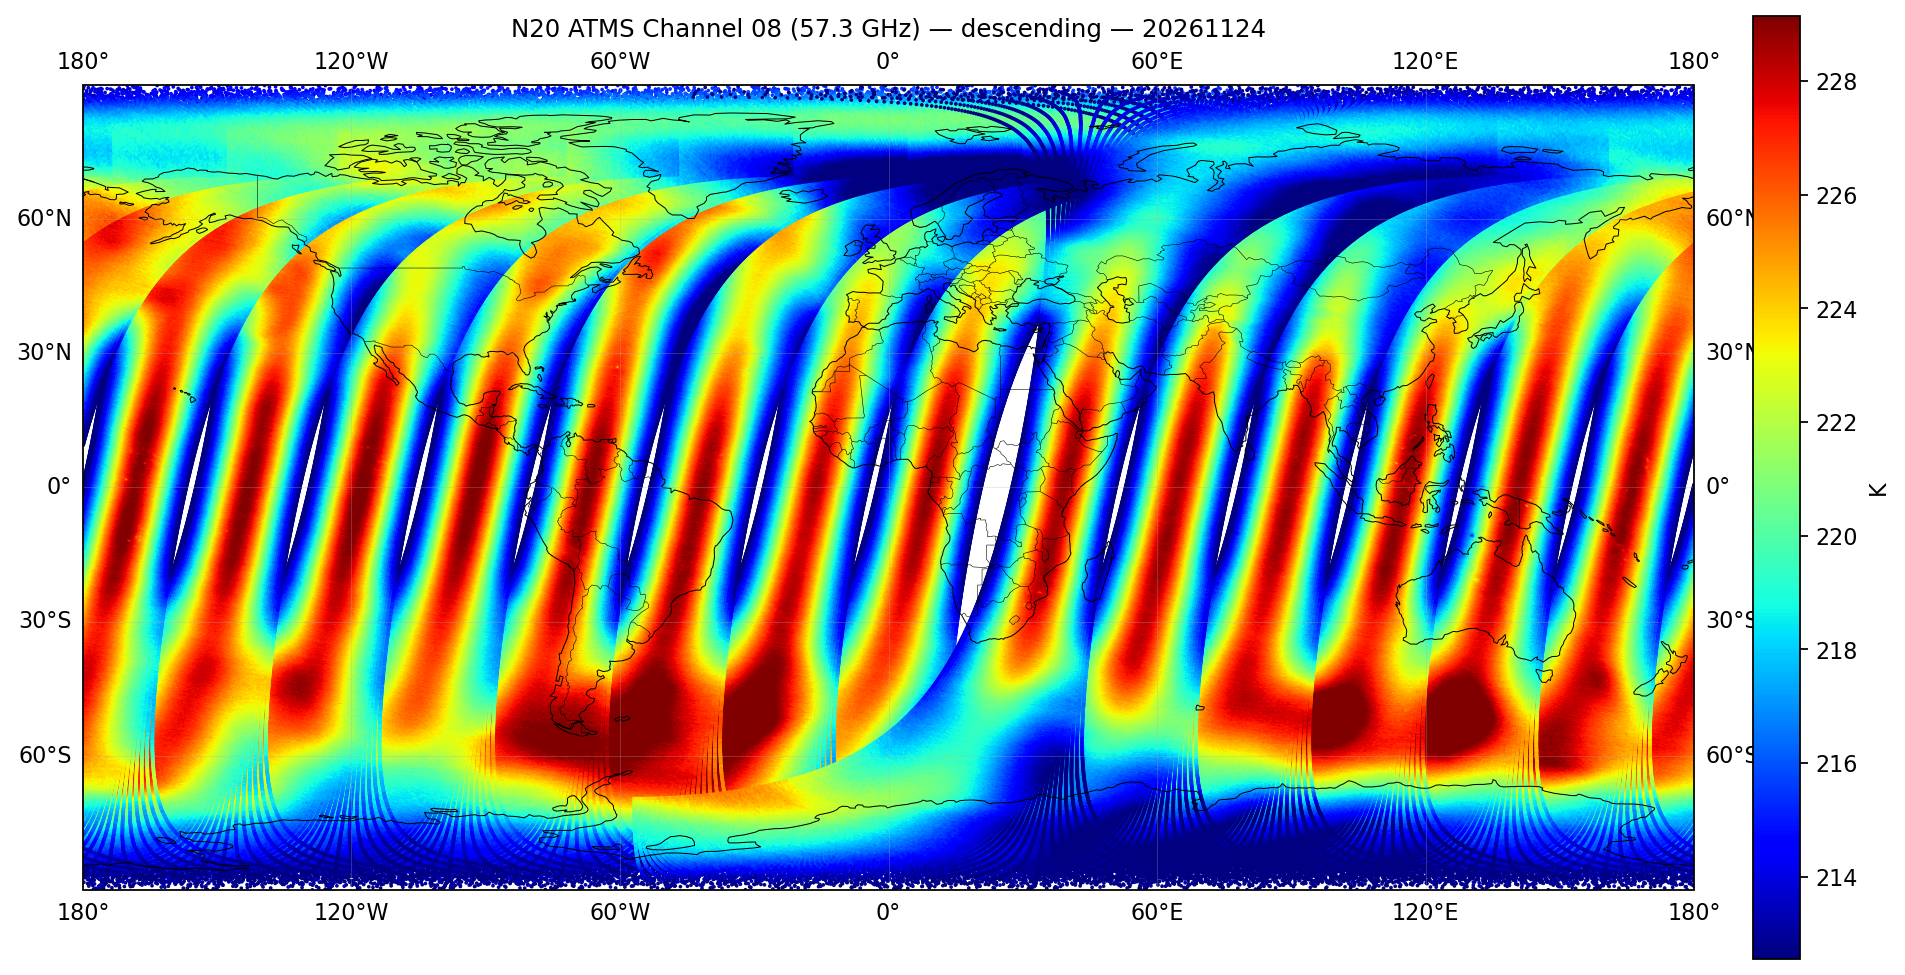 N20 ATMS Channel 08 (57.3 GHz) — descending — 20261124
180° 120°W 60°W 0° 60°E 120°E 180°
228
226
60°N 60°N
224
30°N 30°N
222
0° 0° K
220
30°S 30°S
218
60°S 60°S
216
214
180° 120°W 60°W 0° 60°E 120°E 180°